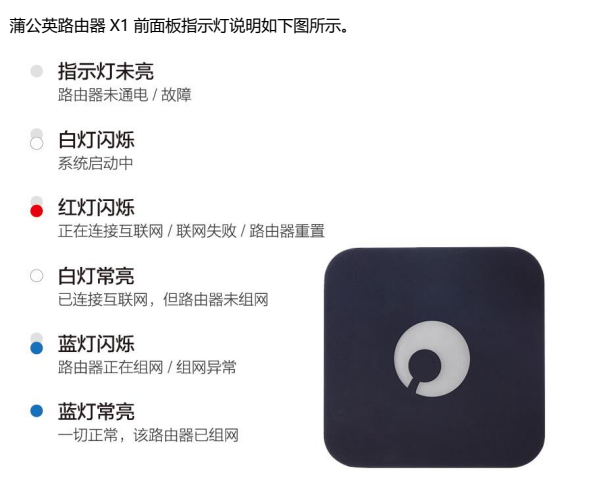 蒲公英路由器 X1 前面板指示灯说明如下图所示。
指示灯未亮
路由器未通电 / 故障
白灯闪烁
系统启动中
红灯闪烁
正在连接互联网 / 联网失败 / 路由器重置
白灯常亮
已连接互联网，但路由器未组网
蓝灯闪烁
路由器正在组网 / 组网异常
蓝灯常亮
一切正常，该路由器已组网